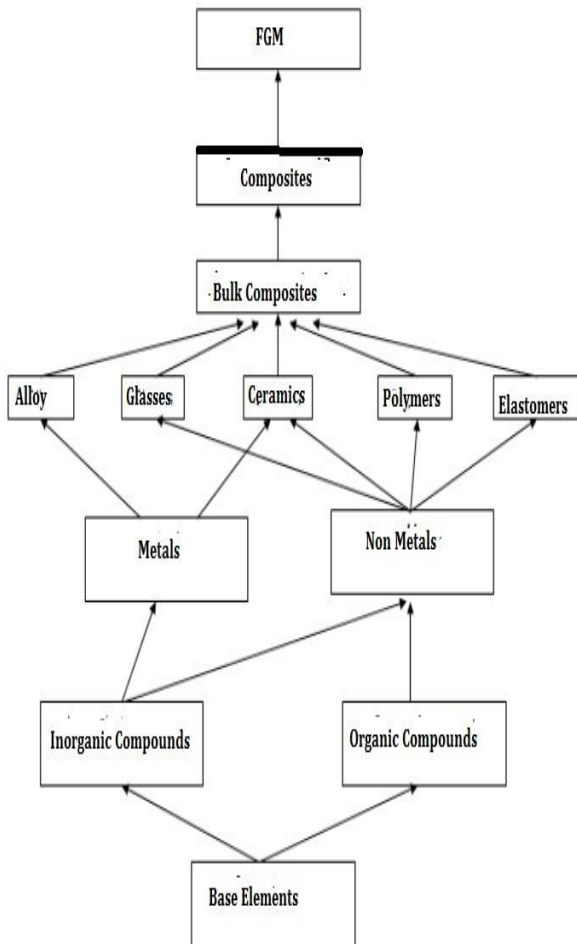 FGM
Composites
Bulk Composites
Alloy
Glasses
Ceramics
Polymers
Elastomers
Metals
Non Metals
Inorganic Compounds
Organic Compounds
Base Elements